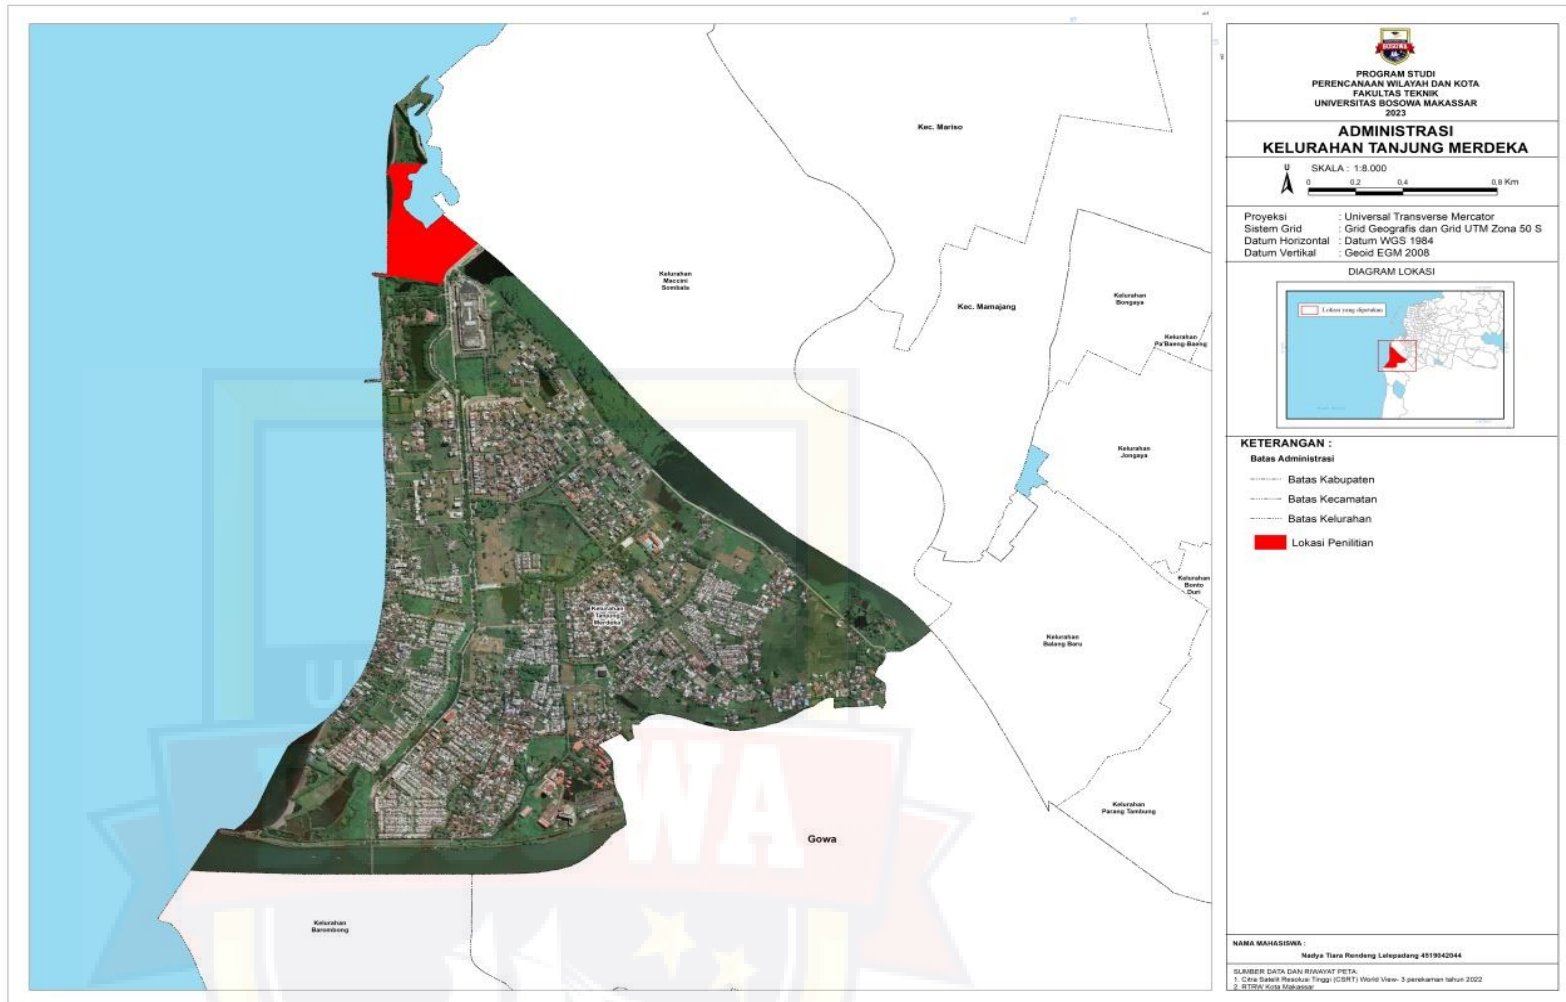 BOSOWA
PROGRAM STUDI
PERENCANAAN WILAYAH DAN KOTA
FAKULTAS TEKNIK
UNIVERSITAS BOSOWA MAKASSAR
2023
ADMINISTRASI
KELURAHAN TANJUNG MERDEKA
U
SKALA : 1:8.000
0 0,2 0,4 0,8 Km
Proyeksi : Universal Transverse Mercator
Sistem Grid : Grid Geografis dan Grid UTM Zona 50 S
Datum Horizontal : Datum WGS 1984
Datum Vertikal : Geoid EGM 2008
DIAGRAM LOKASI
Lokasi yang dipetakan
KETERANGAN :
Batas Administrasi
Batas Kabupaten
Batas Kecamatan
Batas Kelurahan
Lokasi Penilitian
NAMA MAHASISWA :
Nadya Tiara Rendeng Lelepadang 4519042044
SUMBER DATA DAN RIWAYAT PETA:
1. Citra Satelit Resolusi Tinggi (CSRT) World View- 3 perekaman tahun 2022
2. RTRW Kota Makassar
Kec. Mariso
Kelurahan
Maccini
Sombala
Kec. Mamajang
Kelurahan
Bongaya
Kelurahan
Pa'Baeng-Baeng
Kelurahan
Jongaya
Kelurahan
Bonto
Duri
Kelurahan
Tanjung
Merdeka
Kelurahan
Balang Baru
Kelurahan
Parang Tambung
Gowa
Kelurahan
Barombong
BOSOWA